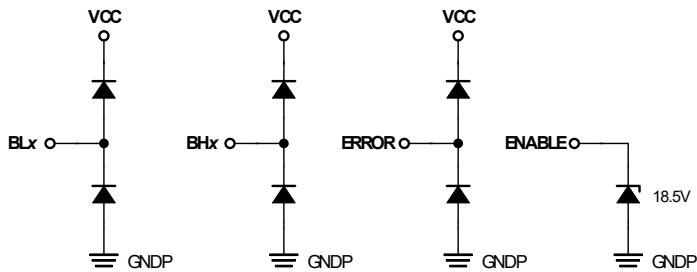 VCC VCC VCC
BLx BHx ERROR ENABLE
18.5V
GNDP GNDP GNDP GNDP